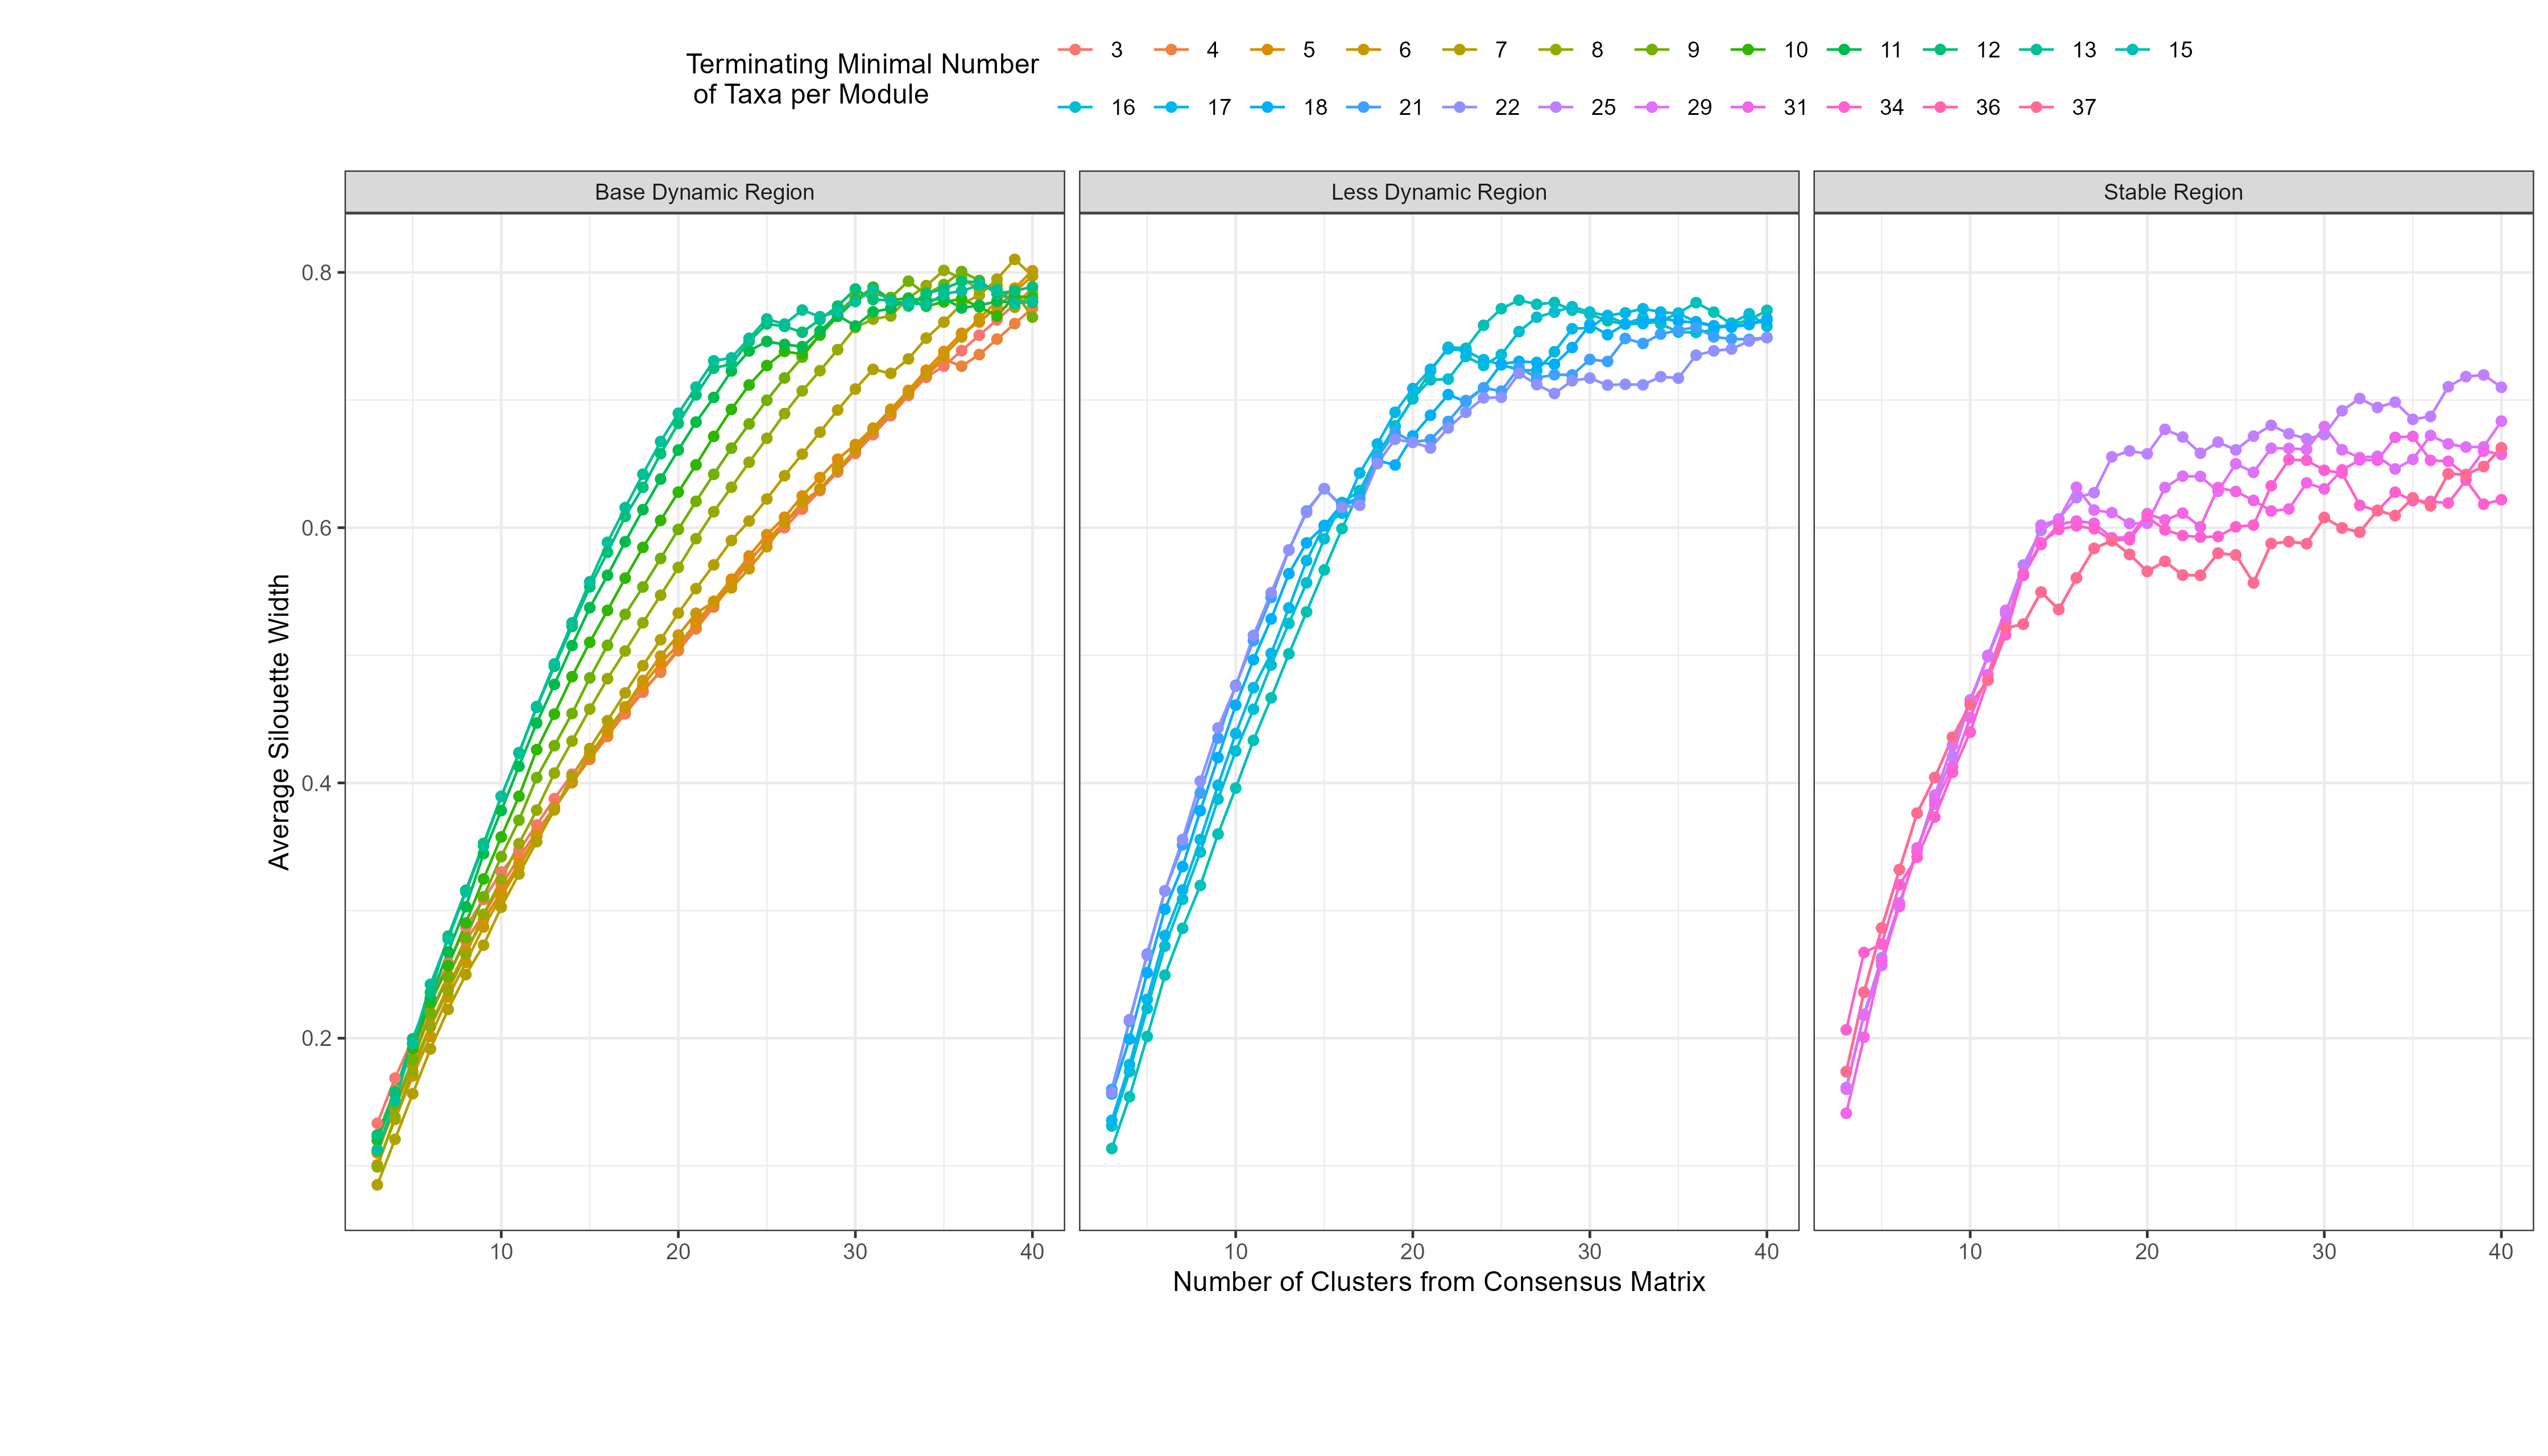 Terminating Minimal Number
of Taxa per Module
3 4 5 6 7 8 9 10 11 12 13 15
16 17 18 21 22 25 29 31 34 36 37
Base Dynamic Region
Less Dynamic Region
Stable Region
Average Silouette Width
0.8
0.6
0.4
0.2
10 20 30 40
10 20 30 40
10 20 30 40
Number of Clusters from Consensus Matrix